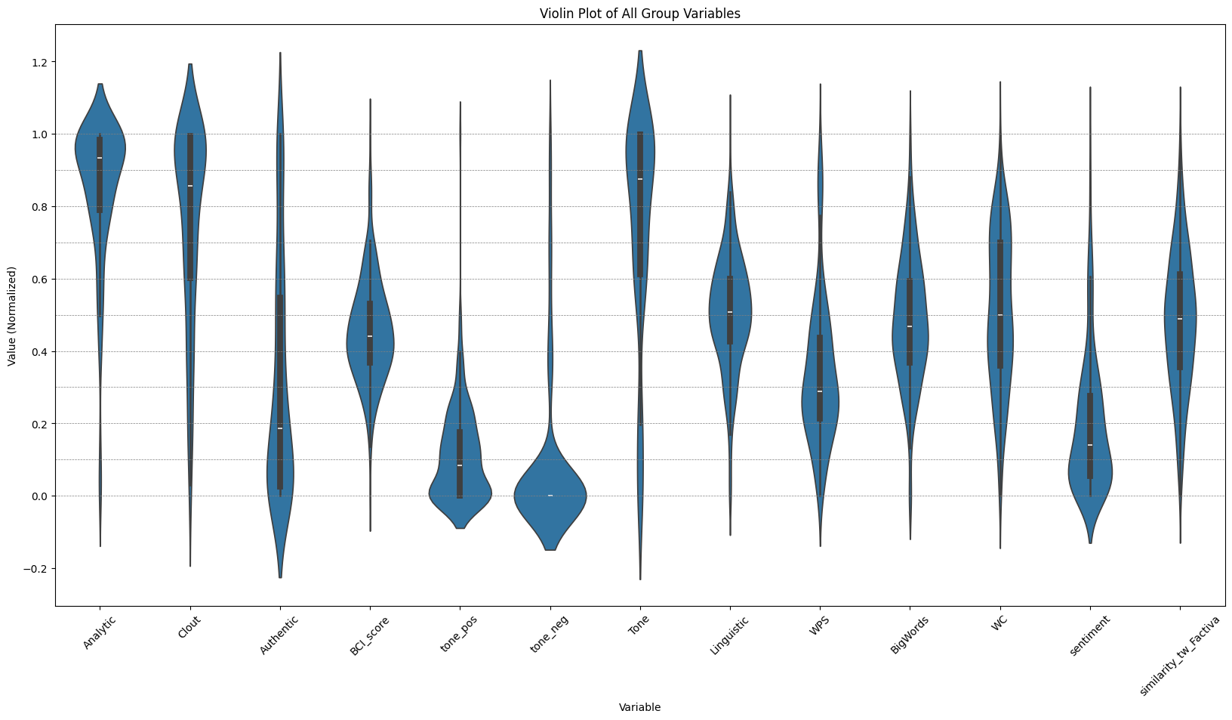 Violin Plot of All Group Variables
Value (Normalized)
1.2
1.0
0.8
0.6
0.4
0.2
0.0
−0.2
Analytic
Clout
Authentic
BCI_score
tone_pos
tone_neg
Tone
Linguistic
WPS
BigWords
WC
sentiment
similarity_tw_Factiva
Variable